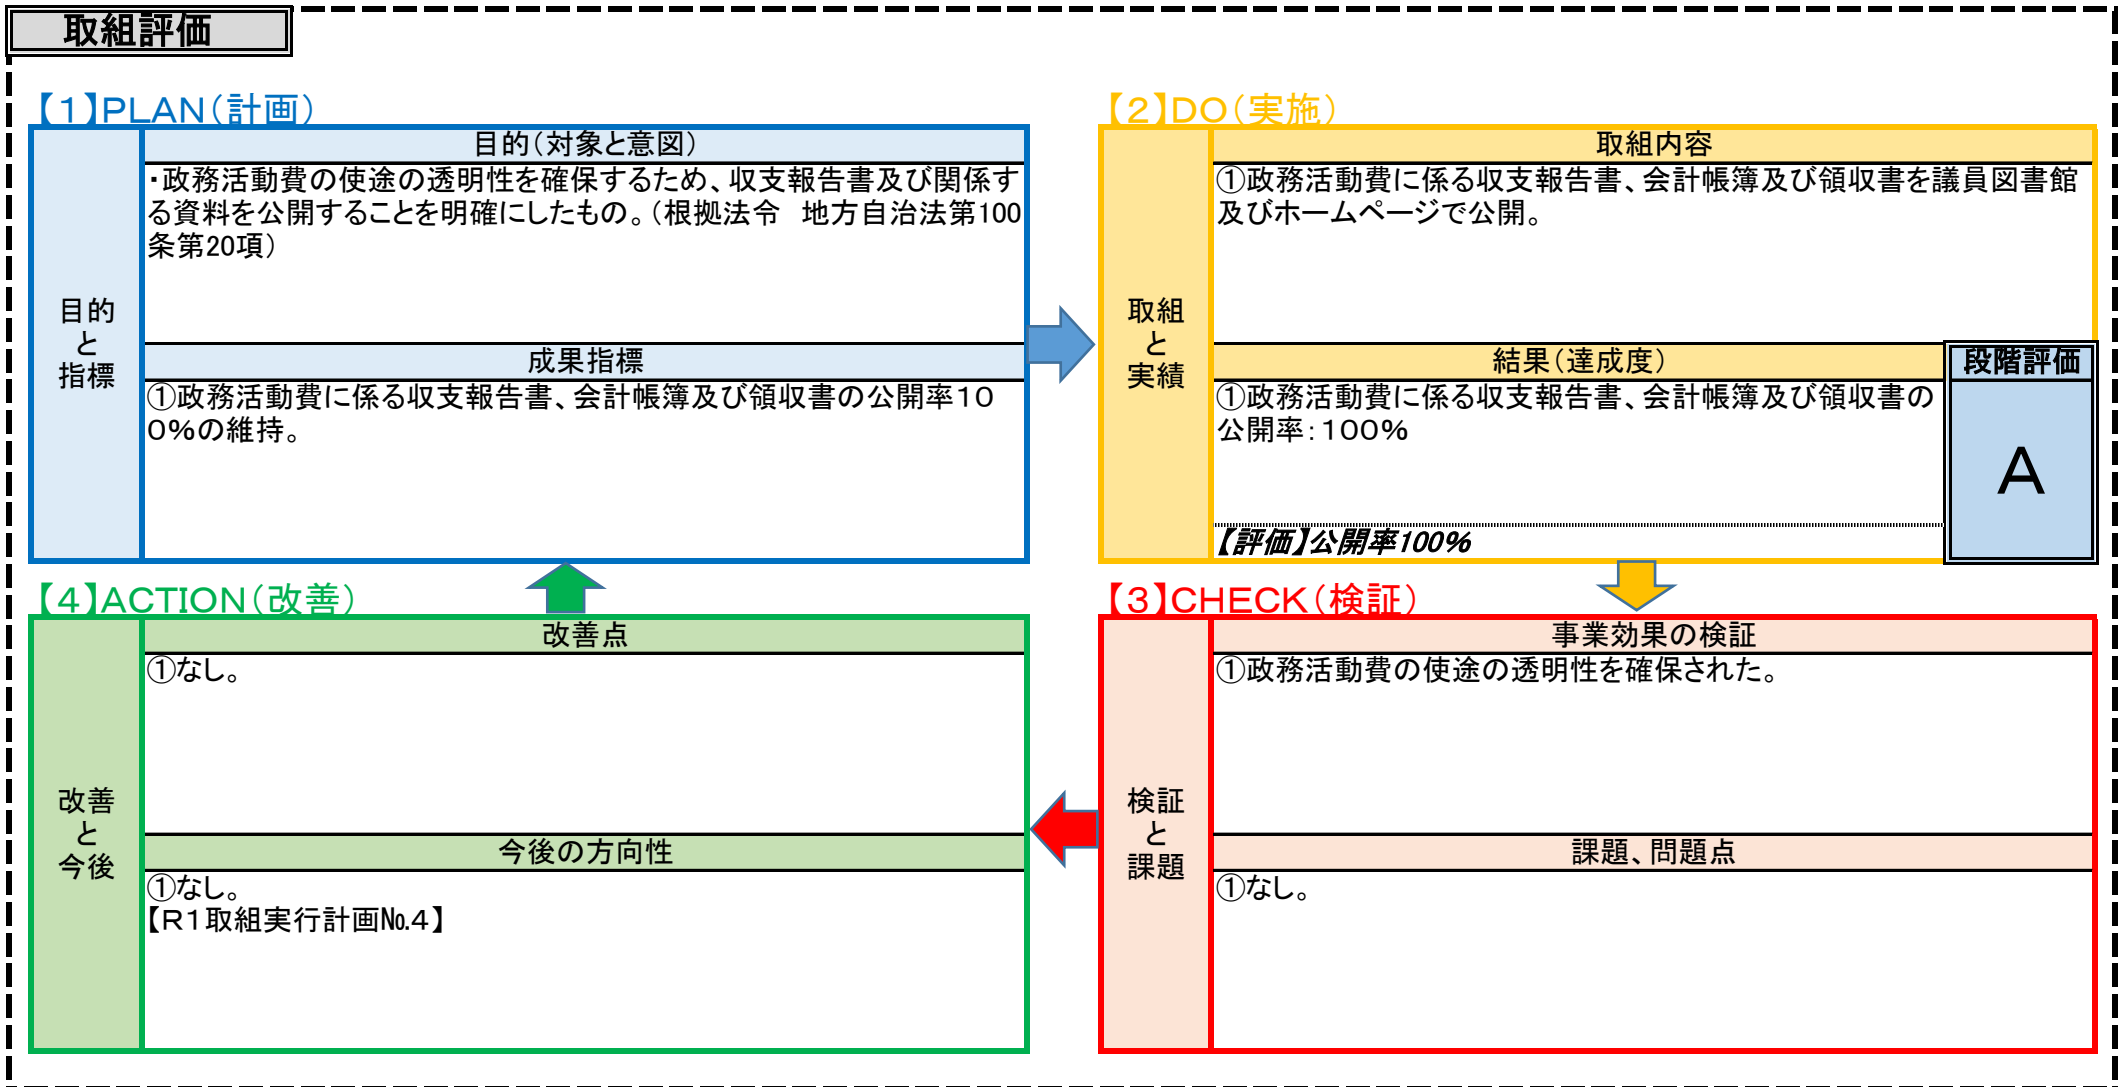 取組評価
【1】PLAN(計画)
目的と指標
目的(対象と意図)
・政務活動費の使途の透明性を確保するため、収支報告書及び関係す
る資料を公開することを明確にしたもの。(根拠法令　地方自治法第100
条第20項)
成果指標
①政務活動費に係る収支報告書、会計帳簿及び領収書の公開率10
0%の維持。
【2】DO(実施)
取組と実績
取組内容
①政務活動費に係る収支報告書、会計帳簿及び領収書を議員図書館
及びホームページで公開。
結果(達成度)
段階評価
①政務活動費に係る収支報告書、会計帳簿及び領収書の
公開率:100%
A
【評価】公開率100%
【4】ACTION(改善)
改善と今後
改善点
①なし。
今後の方向性
①なし。
【R1取組実行計画№4】
【3】CHECK(検証)
検証と課題
事業効果の検証
①政務活動費の使途の透明性を確保された。
課題、問題点
①なし。